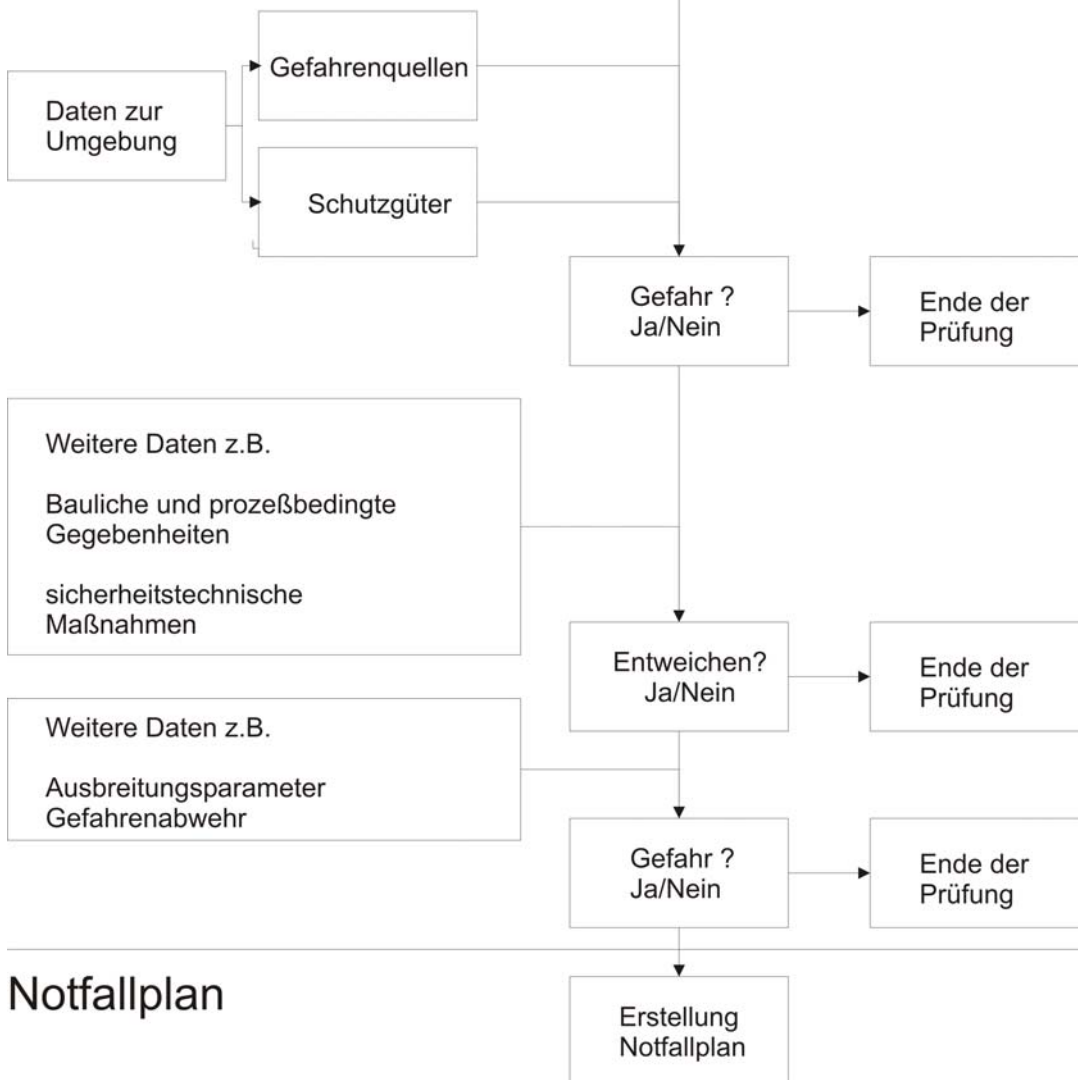 Gefahrenquellen
Daten zur
Umgebung
Schutzgüter
Gefahr ?
Ja/Nein
Ende der
Prüfung
Weitere Daten z.B.
Bauliche und prozeßbedingte
Gegebenheiten
sicherheitstechnische
Maßnahmen
Entweichen?
Ja/Nein
Ende der
Prüfung
Weitere Daten z.B.
Ausbreitungsparameter
Gefahrenabwehr
Gefahr ?
Ja/Nein
Ende der
Prüfung
Notfallplan
Erstellung
Notfallplan